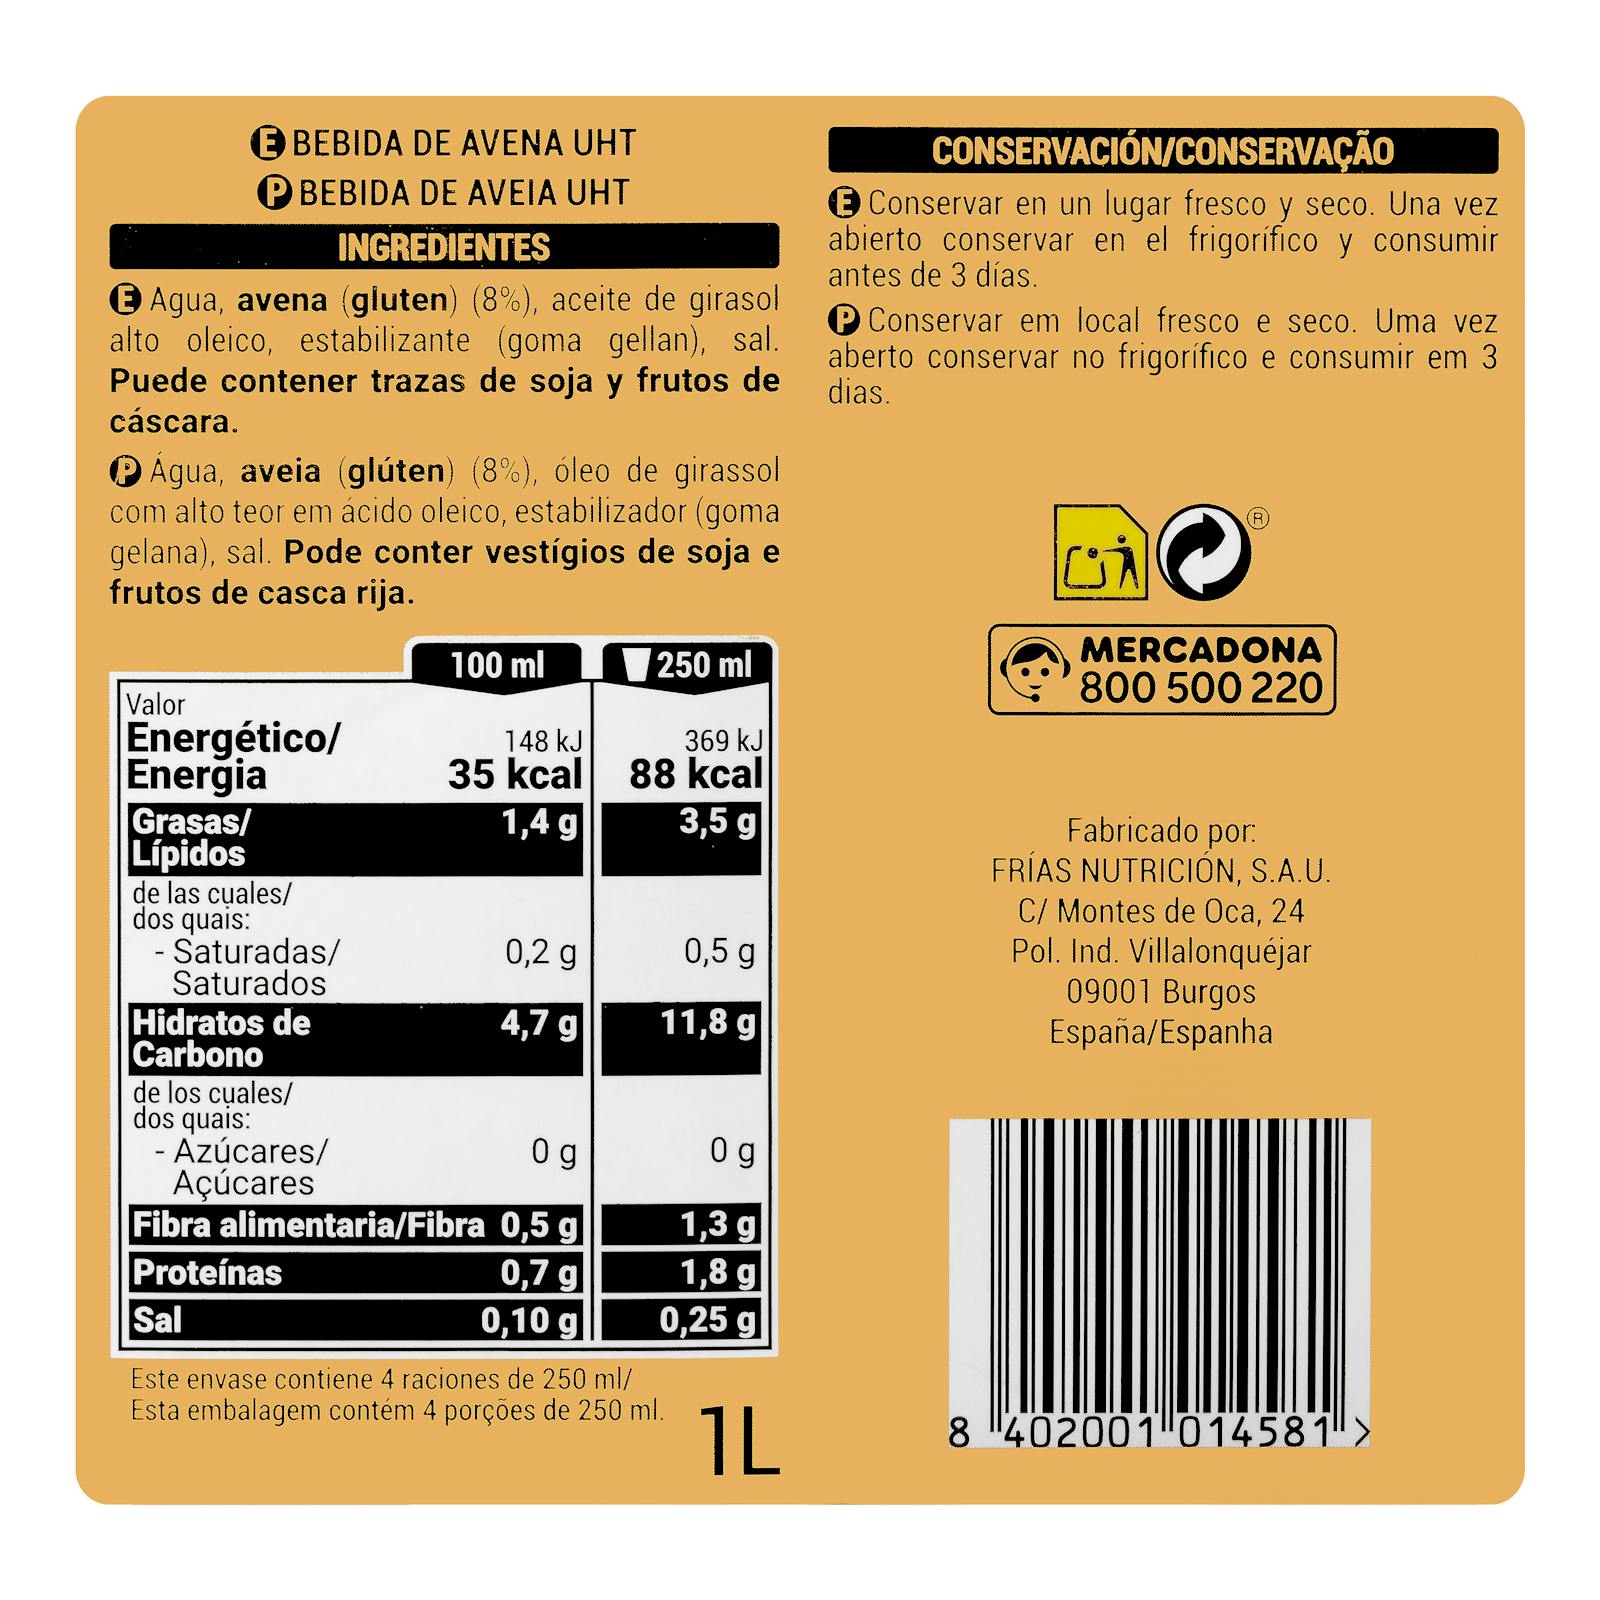 E BEBIDA DE AVENA UHT
P BEBIDA DE AVEIA UHT
INGREDIENTES
E Agua, avena (gluten) (8%), aceite de girasol
alto oleico, estabilizante (goma gellan), sal.
Puede contener trazas de soja y frutos de
cáscara.
P Água, aveia (glúten) (8%), óleo de girassol
com alto teor em ácido oleico, estabilizador (goma
gelana), sal. Pode conter vestígios de soja e
frutos de casca rija.
100 ml 250 ml
Valor
Energético/ 148 kJ 369 kJ
Energia 35 kcal 88 kcal
Grasas/ 1,4 g 3,5 g
Lípidos
de las cuales/
dos quais:
- Saturadas/ 0,2 g 0,5 g
Saturados
Hidratos de 4,7 g 11,8 g
Carbono
de los cuales/
dos quais:
- Azúcares/ 0 g 0 g
Açúcares
Fibra alimentaria/Fibra 0,5 g 1,3 g
Proteínas 0,7 g 1,8 g
Sal 0,10 g 0,25 g
Este envase contiene 4 raciones de 250 ml/
Esta embalagem contém 4 porções de 250 ml.
1L
CONSERVACIÓN/CONSERVAÇÃO
E Conservar en un lugar fresco y seco. Una vez
abierto conservar en el frigorífico y consumir
antes de 3 días.
P Conservar em local fresco e seco. Uma vez
aberto conservar no frigorífico e consumir em 3
dias.
®
MERCADONA
800 500 220
Fabricado por:
FRÍAS NUTRICIÓN, S.A.U.
C/ Montes de Oca, 24
Pol. Ind. Villalonquéjar
09001 Burgos
España/Espanha
8 402001 014581 >